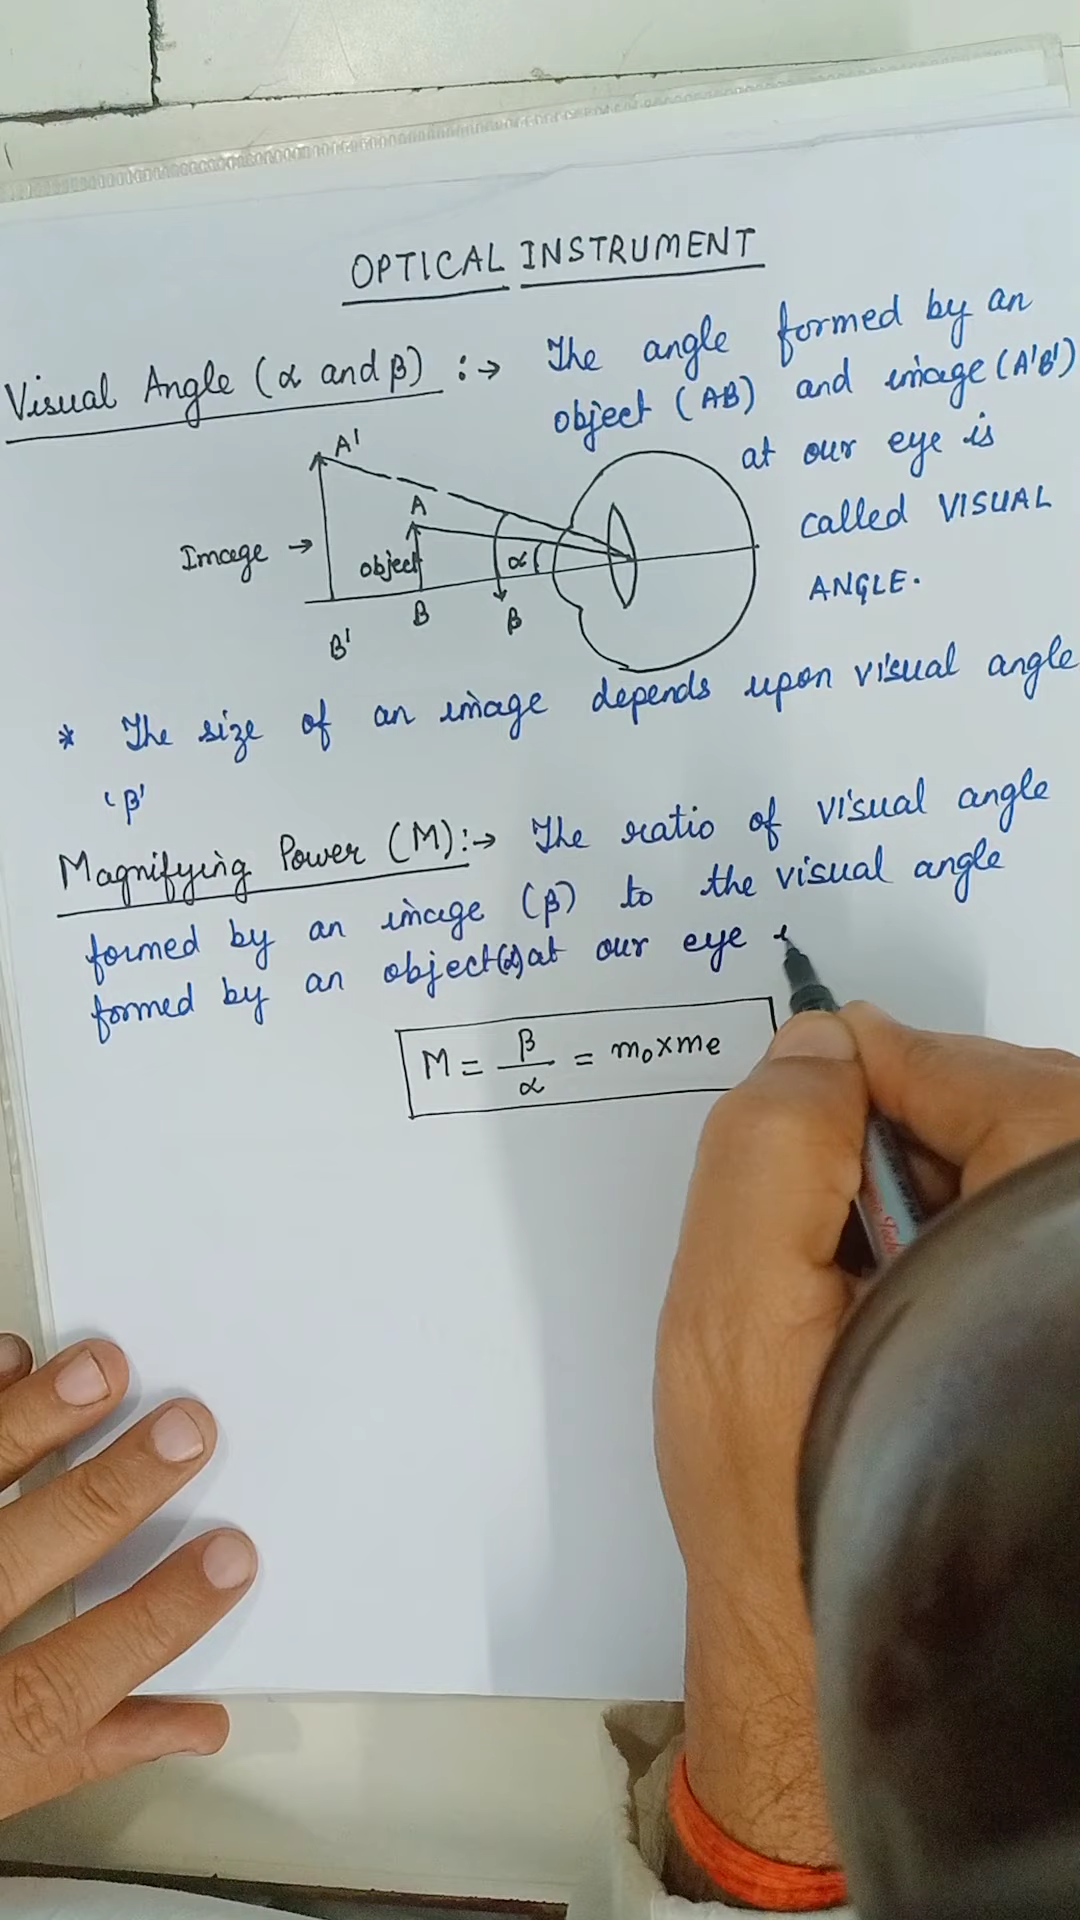 OPTICAL INSTRUMENT
Visual Angle (α and β) :→ The angle formed by an
object (AB) and image (A'B')
at our eye is
called VISUAL
ANGLE.
A'
A
Image →
object
α
B'
B
β
* The size of an image depends upon visual angle
'β'
Magnifying Power (M):→ The ratio of visual angle
formed by an image (β) to the visual angle
formed by an object(α)at our eye
M = β/α = mo×me